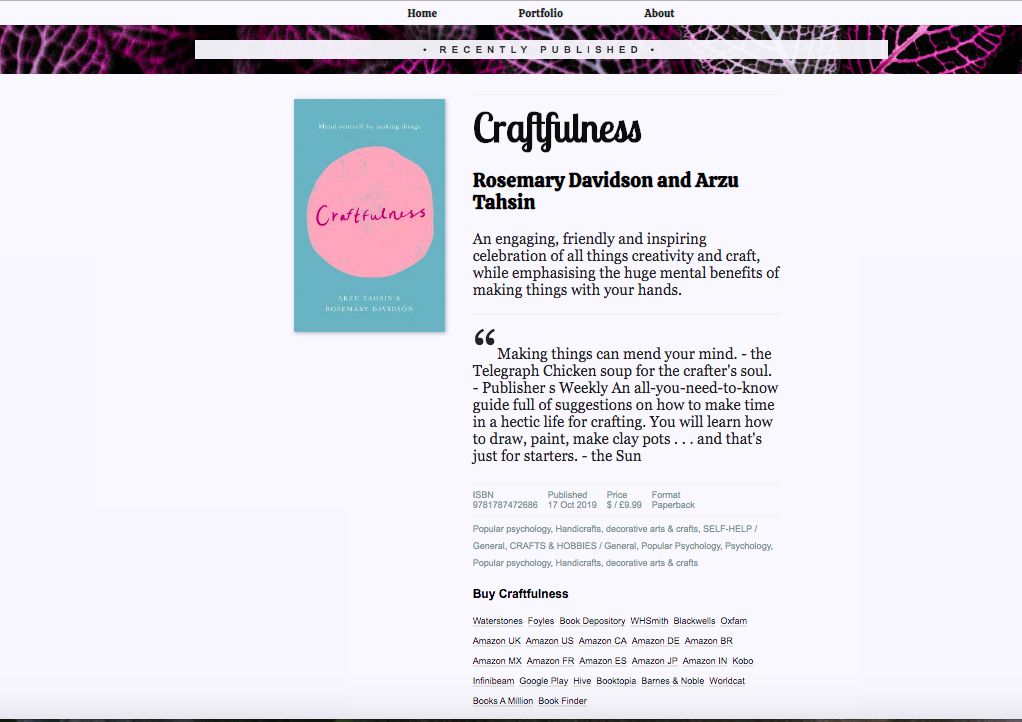 Home Portfolio About
• RECENTLY PUBLISHED •
Mend yourself by making things
Craftfulness
ARZU TAHSIN &
ROSEMARY DAVIDSON
Craftfulness
Rosemary Davidson and Arzu
Tahsin
An engaging, friendly and inspiring
celebration of all things creativity and craft,
while emphasising the huge mental benefits of
making things with your hands.
“ Making things can mend your mind. - the
Telegraph Chicken soup for the crafter's soul.
- Publisher s Weekly An all-you-need-to-know
guide full of suggestions on how to make time
in a hectic life for crafting. You will learn how
to draw, paint, make clay pots . . . and that's
just for starters. - the Sun
ISBN Published Price Format
9781787472686 17 Oct 2019 $ / £9.99 Paperback
Popular psychology, Handicrafts, decorative arts & crafts, SELF-HELP /
General, CRAFTS & HOBBIES / General, Popular Psychology, Psychology,
Popular psychology, Handicrafts, decorative arts & crafts
Buy Craftfulness
Waterstones Foyles Book Depository WHSmith Blackwells Oxfam
Amazon UK Amazon US Amazon CA Amazon DE Amazon BR
Amazon MX Amazon FR Amazon ES Amazon JP Amazon IN Kobo
Infinibeam Google Play Hive Booktopia Barnes & Noble Worldcat
Books A Million Book Finder